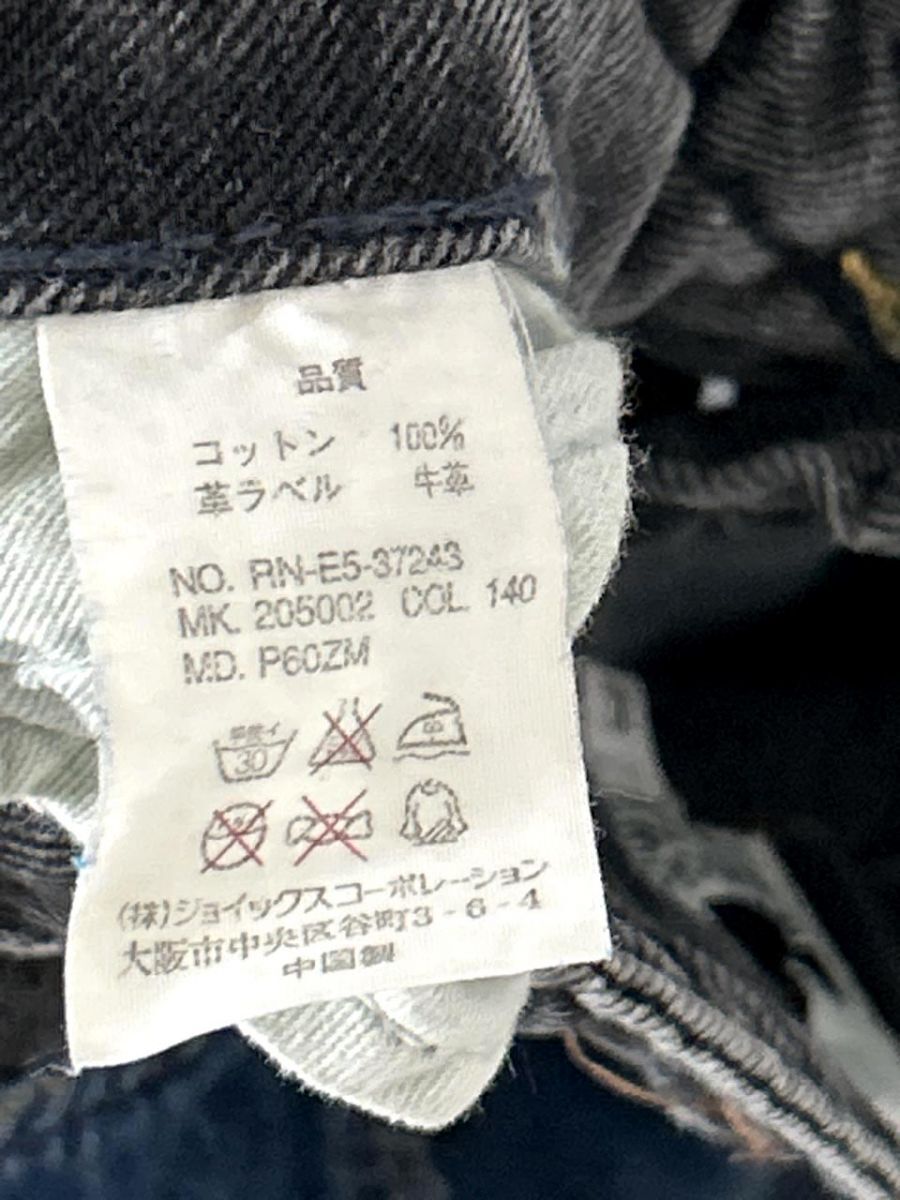 品質
コットン 100%
革ラベル 牛革
NO. RN-E5-37243
MK. 205002 COL. 140
MD. P60ZM
30
(株)ジョイックスコーポレーション
大阪市中央区谷町3-6-4
中国製